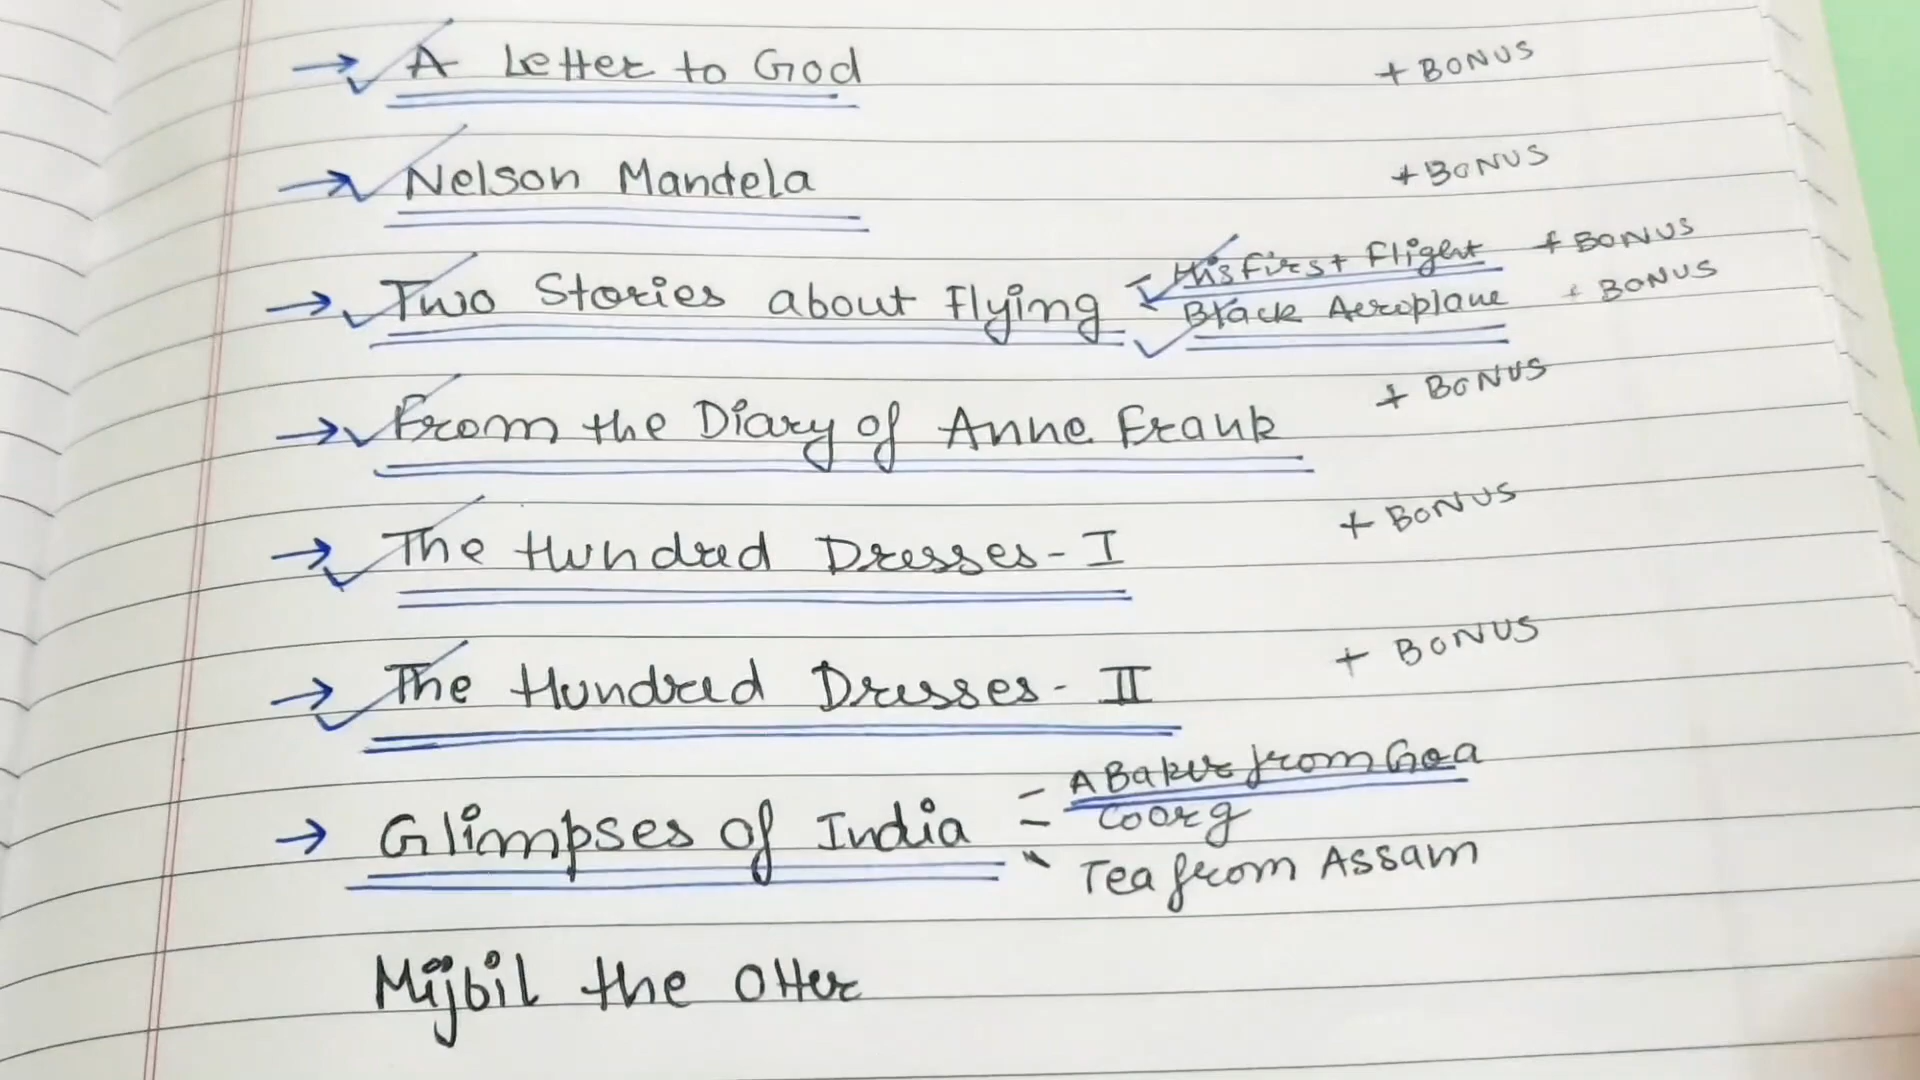 → A Letter to God + BONUS
→ Nelson Mandela + BONUS
→ Two Stories about Flying - His First Flight + BONUS
- Black Aeroplane + BONUS
→ From the Diary of Anne Frank + BONUS
→ The Hundred Dresses - I + BONUS
→ The Hundred Dresses - II + BONUS
→ Glimpses of India - A Baker from Goa
- Coorg
- Tea from Assam
Mijbil the Otter